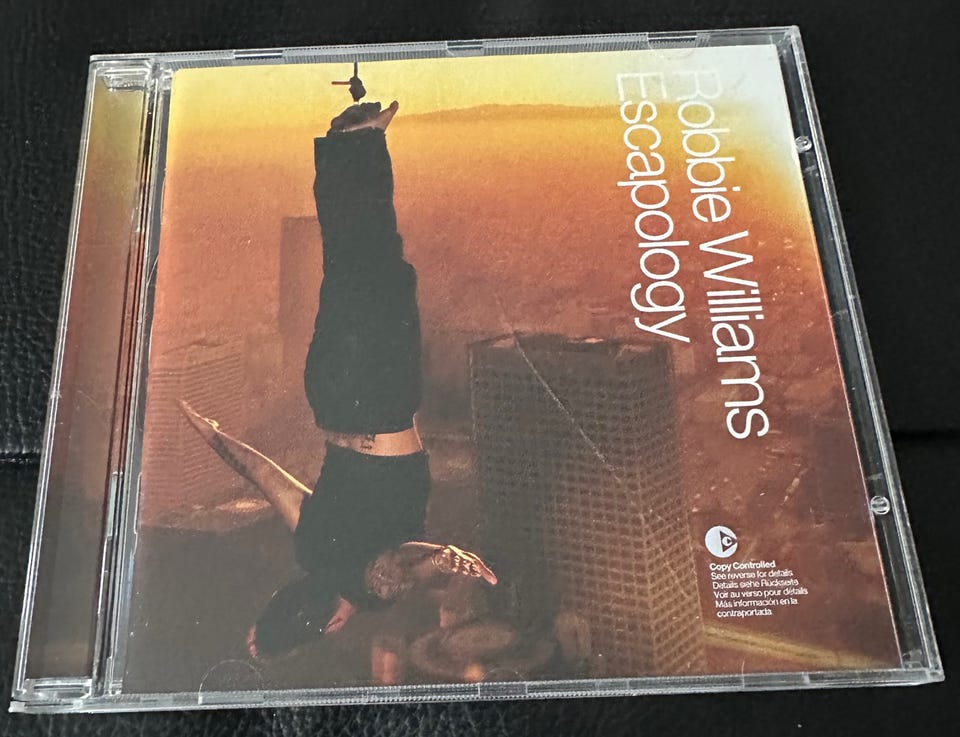 Robbie Williams
Escapology
Copy Controlled
See reverse for details
Details siehe Rückseite
Voir au verso pour détails
Más información en la
contraportada